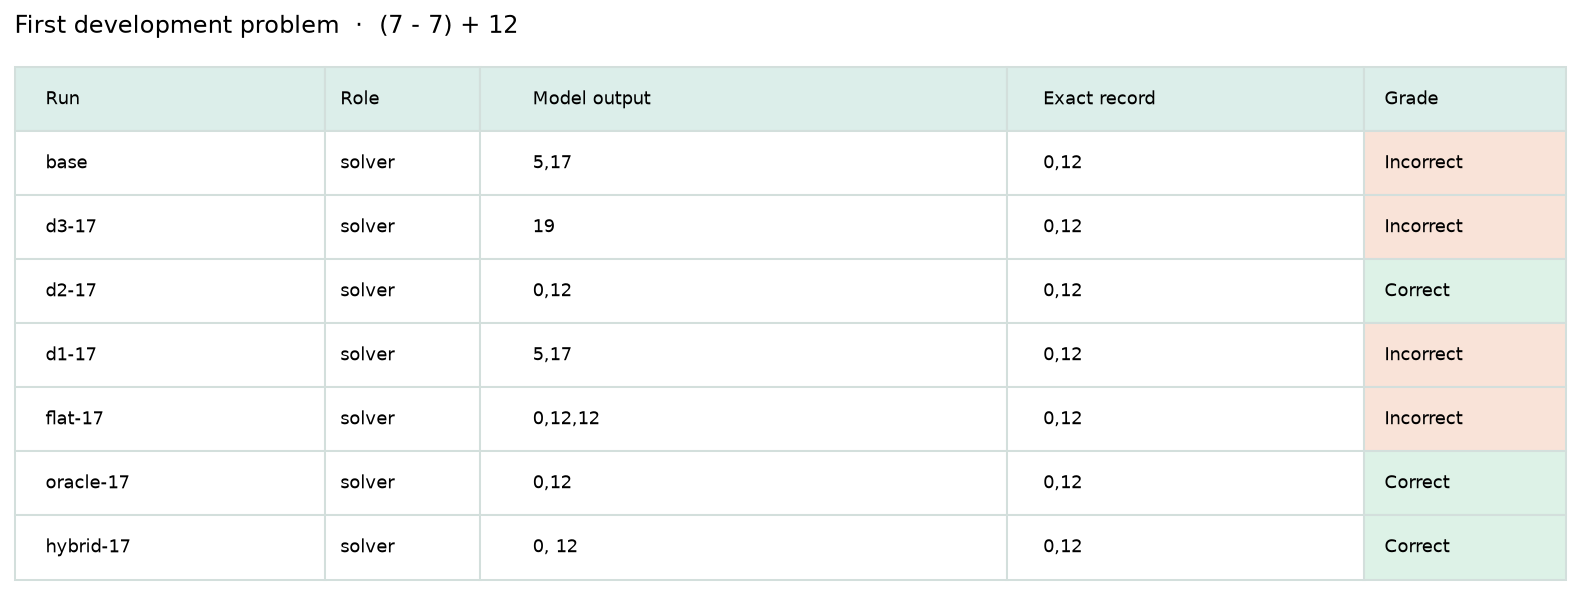 First development problem · (7 - 7) + 12
Run Role Model output Exact record Grade
base solver 5,17 0,12 Incorrect
d3-17 solver 19 0,12 Incorrect
d2-17 solver 0,12 0,12 Correct
d1-17 solver 5,17 0,12 Incorrect
flat-17 solver 0,12,12 0,12 Incorrect
oracle-17 solver 0,12 0,12 Correct
hybrid-17 solver 0, 12 0,12 Correct